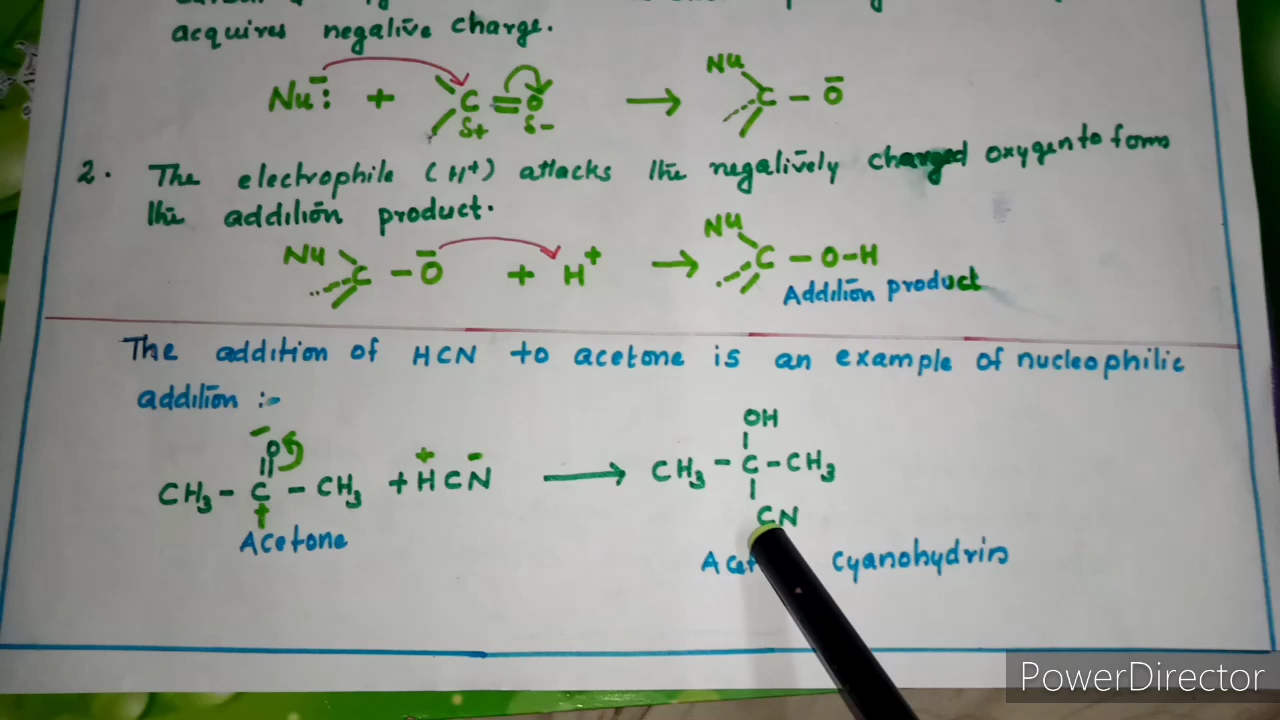 acquires negative charge.
Nu⁻: + C = O → Nu C - O⁻
δ+ δ-
2. The electrophile (H+) attacks the negatively charged oxygen to forms
the addition product.
Nu C - O⁻ + H+ → Nu C - O - H
Addition product
The addition of HCN to acetone is an example of nucleophilic
addition :-
- O OH
CH3 - C - CH3 + H+ CN- → CH3 - C - CH3
+ CN
Acetone cyanohydrin
PowerDirector